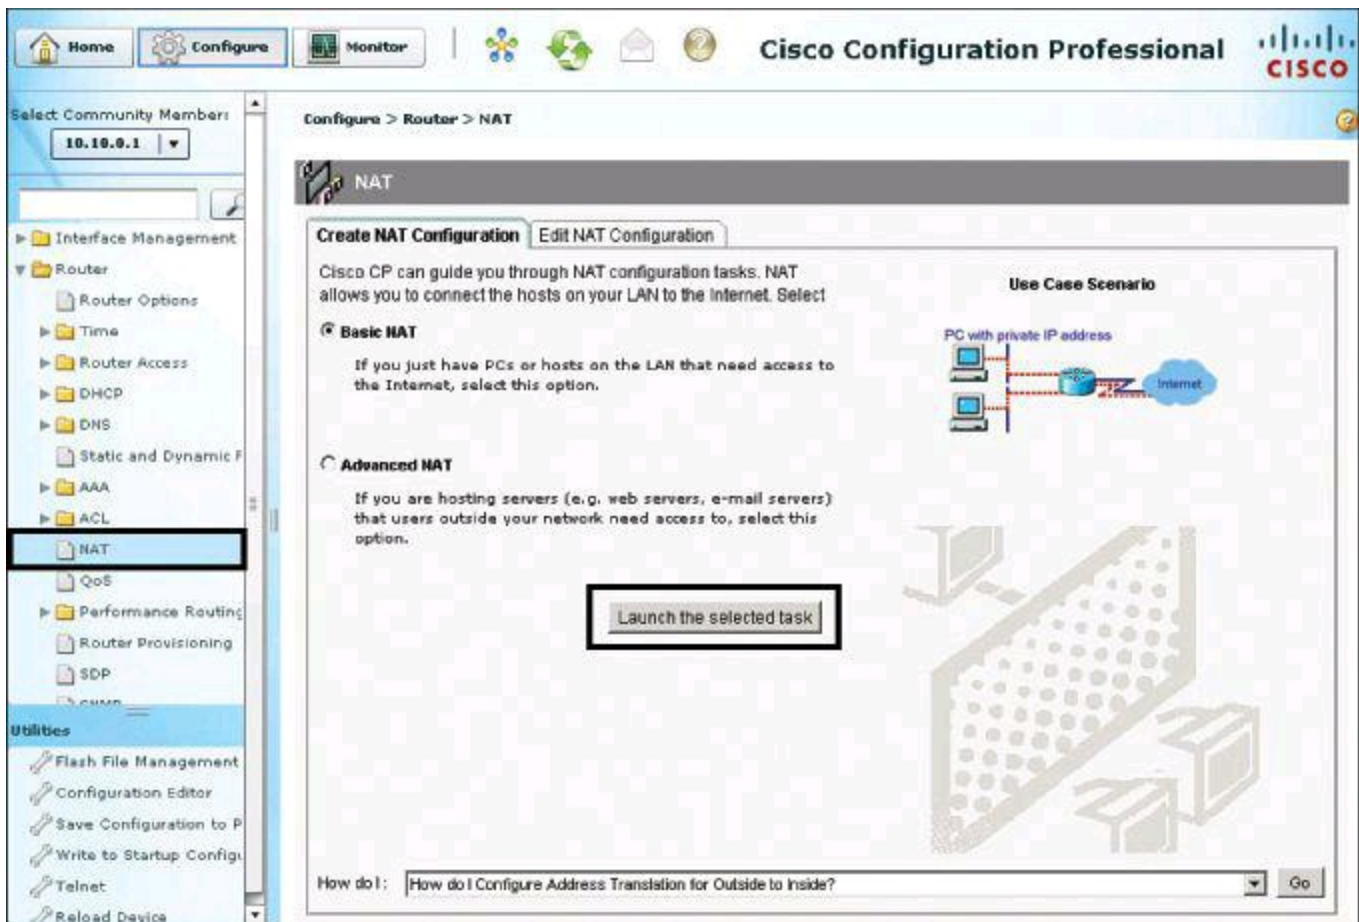 Home
Configure
Monitor
Cisco Configuration Professional
CISCO
Select Community Member:
10.10.0.1
Configure > Router > NAT
NAT
Interface Management
Router
Router Options
Time
Router Access
DHCP
DNS
Static and Dynamic
AAA
ACL
NAT
QoS
Performance Routing
Router Provisioning
SDP
Utilities
Flash File Management
Configuration Editor
Save Configuration to P
Write to Startup Configu
Telnet
Reload Device
Create NAT Configuration
Edit NAT Configuration
Cisco CP can guide you through NAT configuration tasks. NAT
allows you to connect the hosts on your LAN to the Internet. Select
Basic NAT
If you just have PCs or hosts on the LAN that need access to
the Internet, select this option.
Advanced NAT
If you are hosting servers (e.g. web servers, e-mail servers)
that users outside your network need access to, select this
option.
Launch the selected task
Use Case Scenario
PC with private IP address
Internet
How do I:
How do I Configure Address Translation for Outside to Inside?
Go